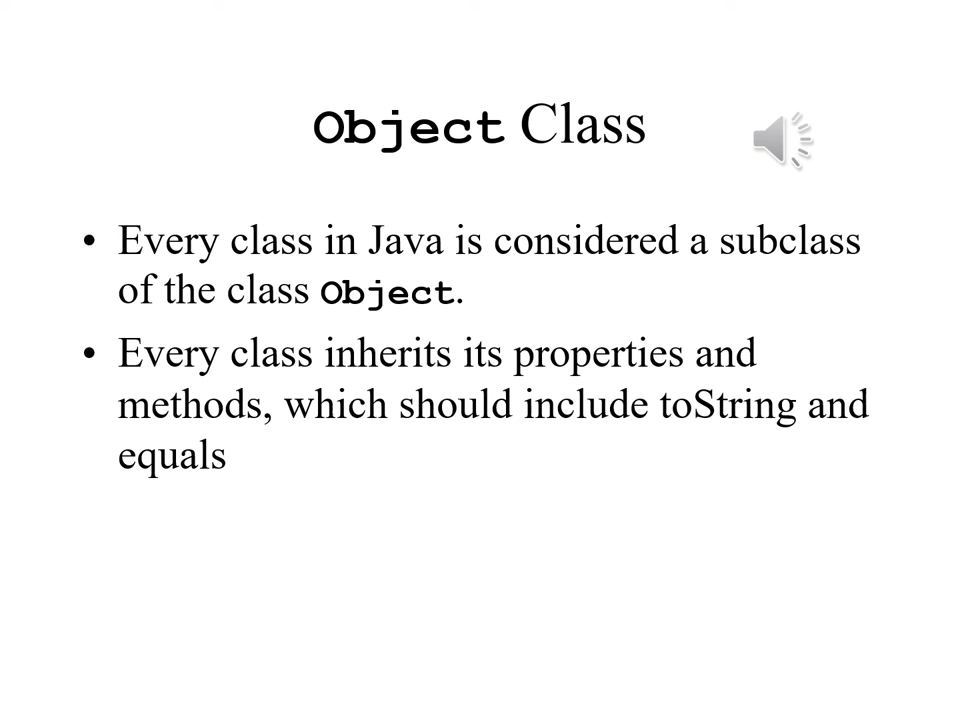 Object Class
• Every class in Java is considered a subclass
of the class Object.
• Every class inherits its properties and
methods, which should include toString and
equals